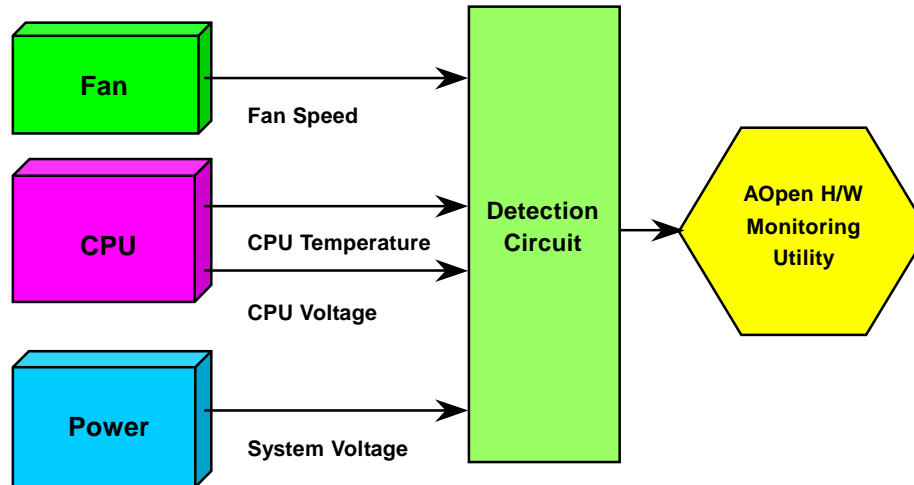 Fan
Fan Speed
CPU
CPU Temperature
CPU Voltage
Power
System Voltage
Detection
Circuit
AOpen H/W
Monitoring
Utility